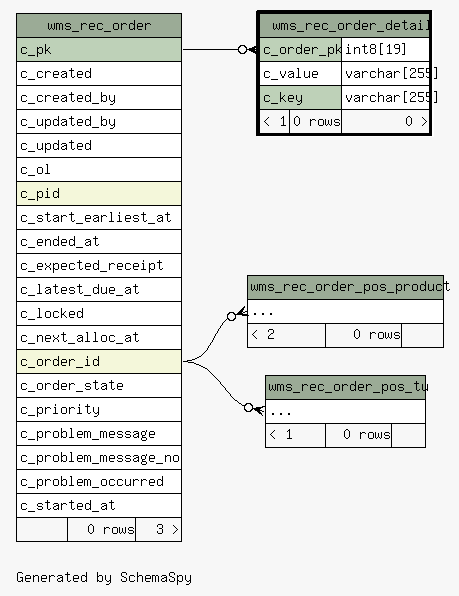 wms_rec_order
c_pk
c_created
c_created_by
c_updated_by
c_updated
c_ol
c_pid
c_start_earliest_at
c_ended_at
c_expected_receipt
c_latest_due_at
c_locked
c_next_alloc_at
c_order_id
c_order_state
c_priority
c_problem_message
c_problem_message_no
c_problem_occurred
c_started_at
0 rows 3 >
wms_rec_order_detail
c_order_pk int8[19]
c_value varchar[255]
c_key varchar[255]
< 1 0 rows 0 >
wms_rec_order_pos_product
...
< 2 0 rows
wms_rec_order_pos_tu
...
< 1 0 rows
Generated by SchemaSpy